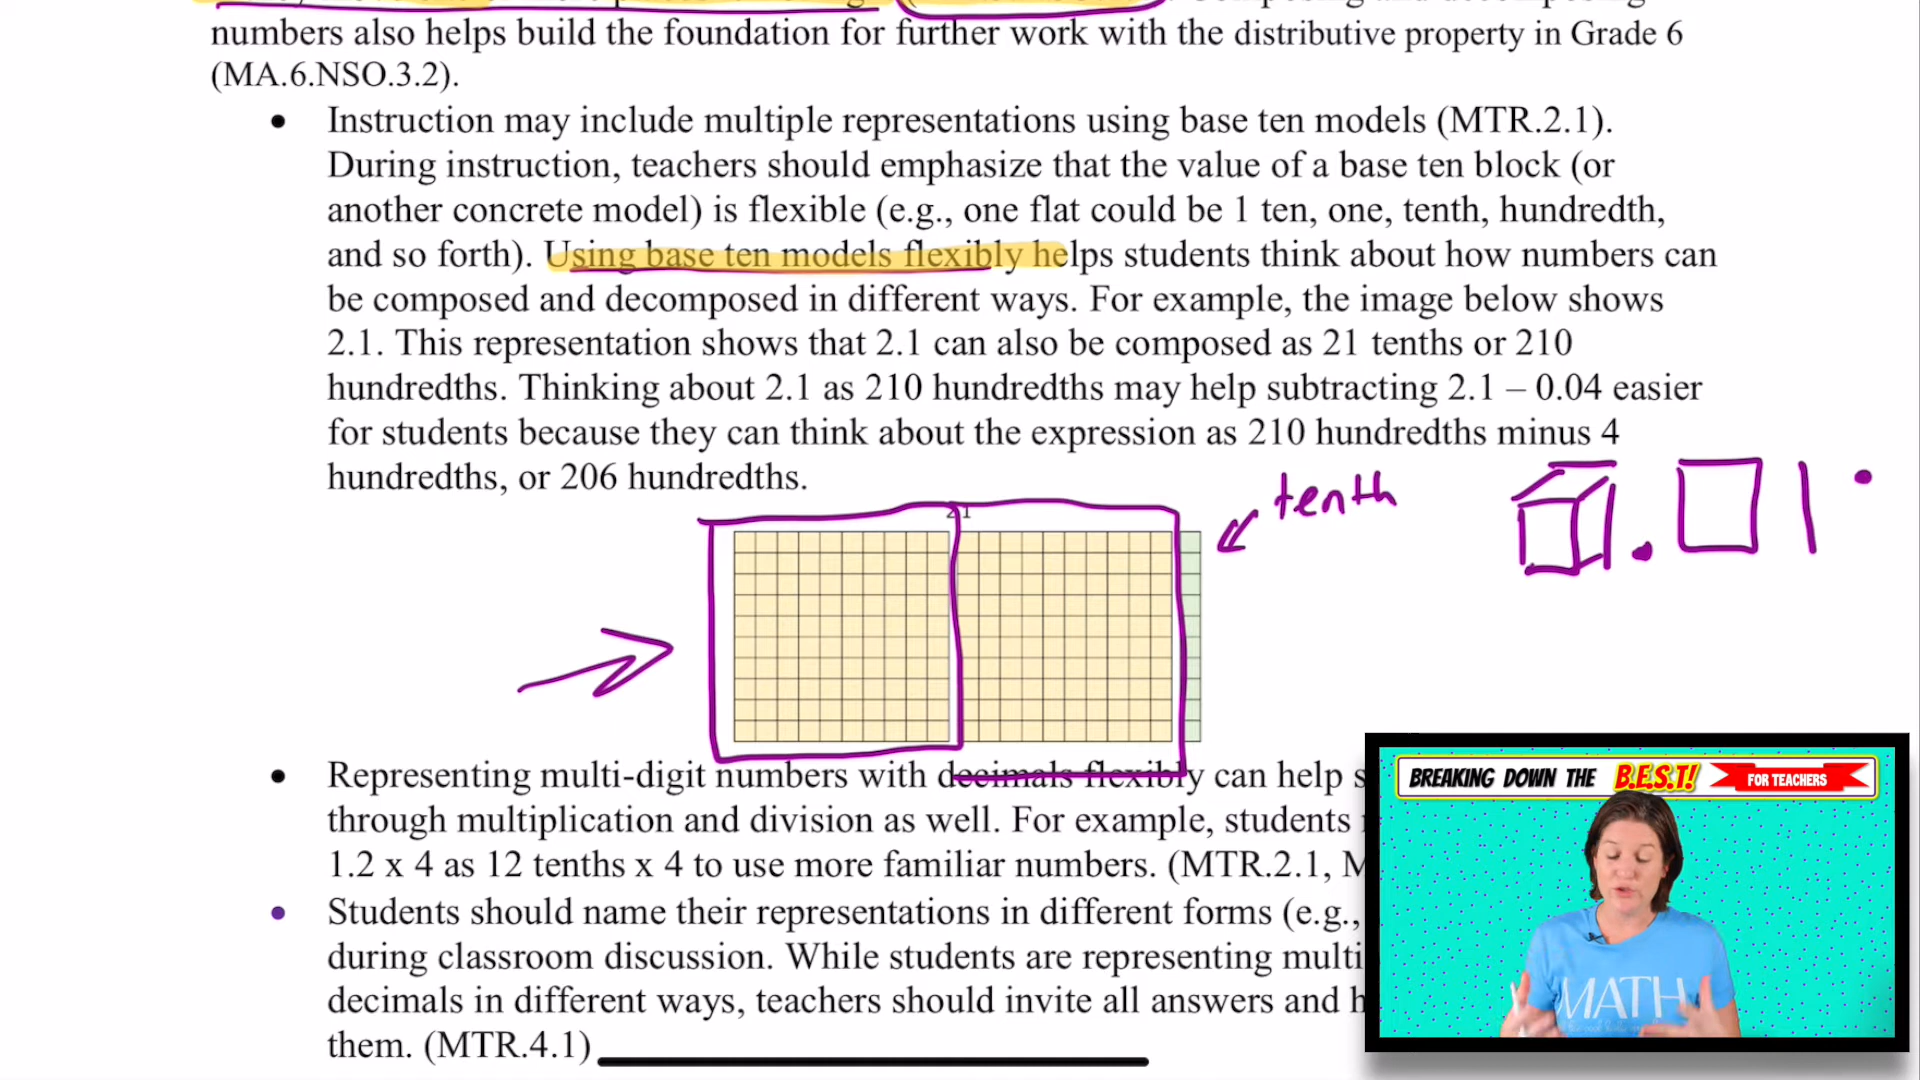 numbers also helps build the foundation for further work with the distributive property in Grade 6
(MA.6.NSO.3.2).
• Instruction may include multiple representations using base ten models (MTR.2.1).
During instruction, teachers should emphasize that the value of a base ten block (or
another concrete model) is flexible (e.g., one flat could be 1 ten, one, tenth, hundredth,
and so forth). Using base ten models flexibly helps students think about how numbers can
be composed and decomposed in different ways. For example, the image below shows
2.1. This representation shows that 2.1 can also be composed as 21 tenths or 210
hundredths. Thinking about 2.1 as 210 hundredths may help subtracting 2.1 – 0.04 easier
for students because they can think about the expression as 210 hundredths minus 4
hundredths, or 206 hundredths.
tenth
2.1
• Representing multi-digit numbers with decimals flexibly can help
through multiplication and division as well. For example, students
1.2 x 4 as 12 tenths x 4 to use more familiar numbers. (MTR.2.1,
• Students should name their representations in different forms (e.g.,
during classroom discussion. While students are representing multi
decimals in different ways, teachers should invite all answers and
them. (MTR.4.1)
BREAKING DOWN THE B.E.S.T! FOR TEACHERS
MATH